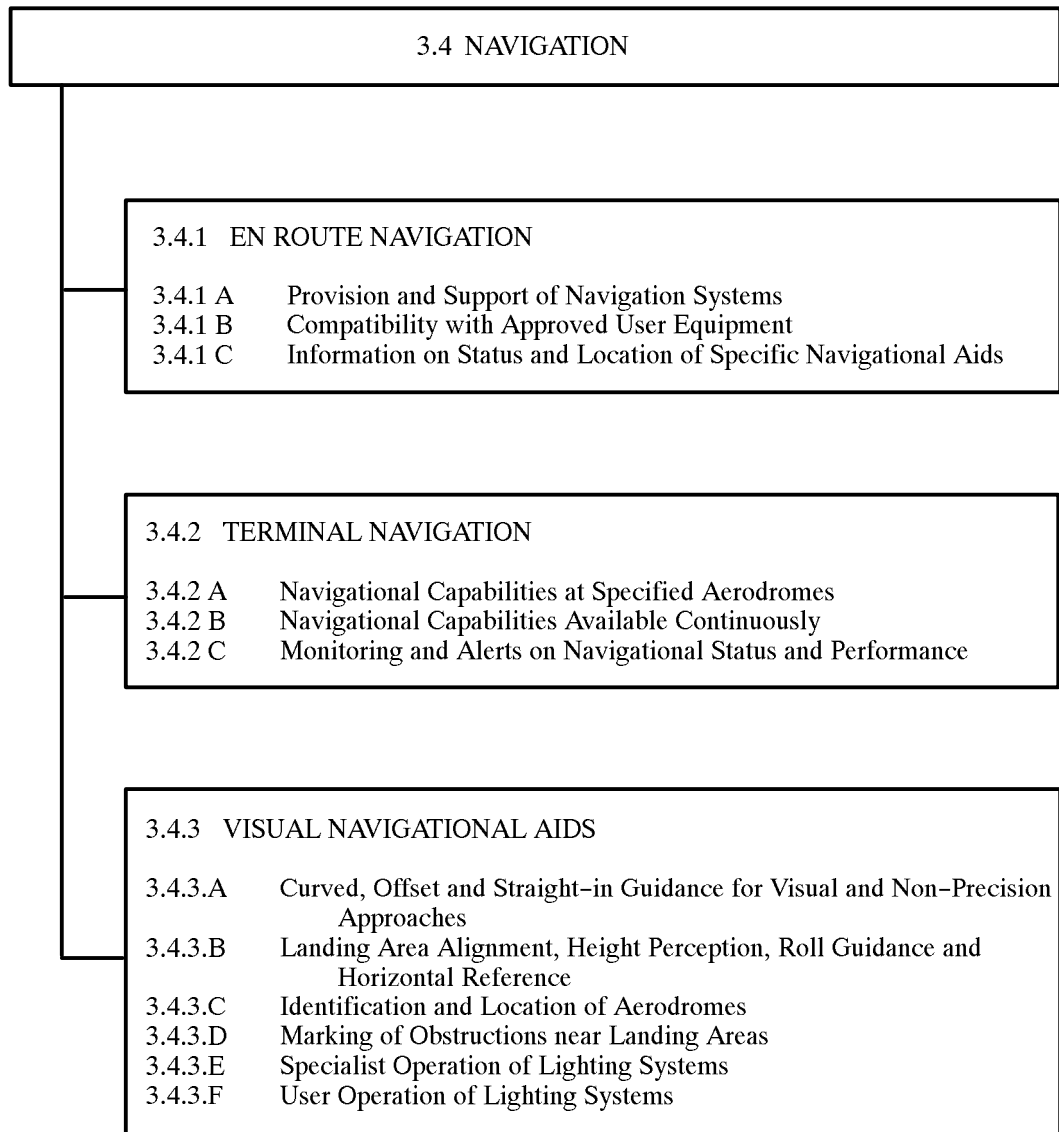 3.4 NAVIGATION
3.4.1 EN ROUTE NAVIGATION
3.4.1 A Provision and Support of Navigation Systems
3.4.1 B Compatibility with Approved User Equipment
3.4.1 C Information on Status and Location of Specific Navigational Aids
3.4.2 TERMINAL NAVIGATION
3.4.2 A Navigational Capabilities at Specified Aerodromes
3.4.2 B Navigational Capabilities Available Continuously
3.4.2 C Monitoring and Alerts on Navigational Status and Performance
3.4.3 VISUAL NAVIGATIONAL AIDS
3.4.3.A Curved, Offset and Straight−in Guidance for Visual and Non−Precision
Approaches
3.4.3.B Landing Area Alignment, Height Perception, Roll Guidance and
Horizontal Reference
3.4.3.C Identification and Location of Aerodromes
3.4.3.D Marking of Obstructions near Landing Areas
3.4.3.E Specialist Operation of Lighting Systems
3.4.3.F User Operation of Lighting Systems